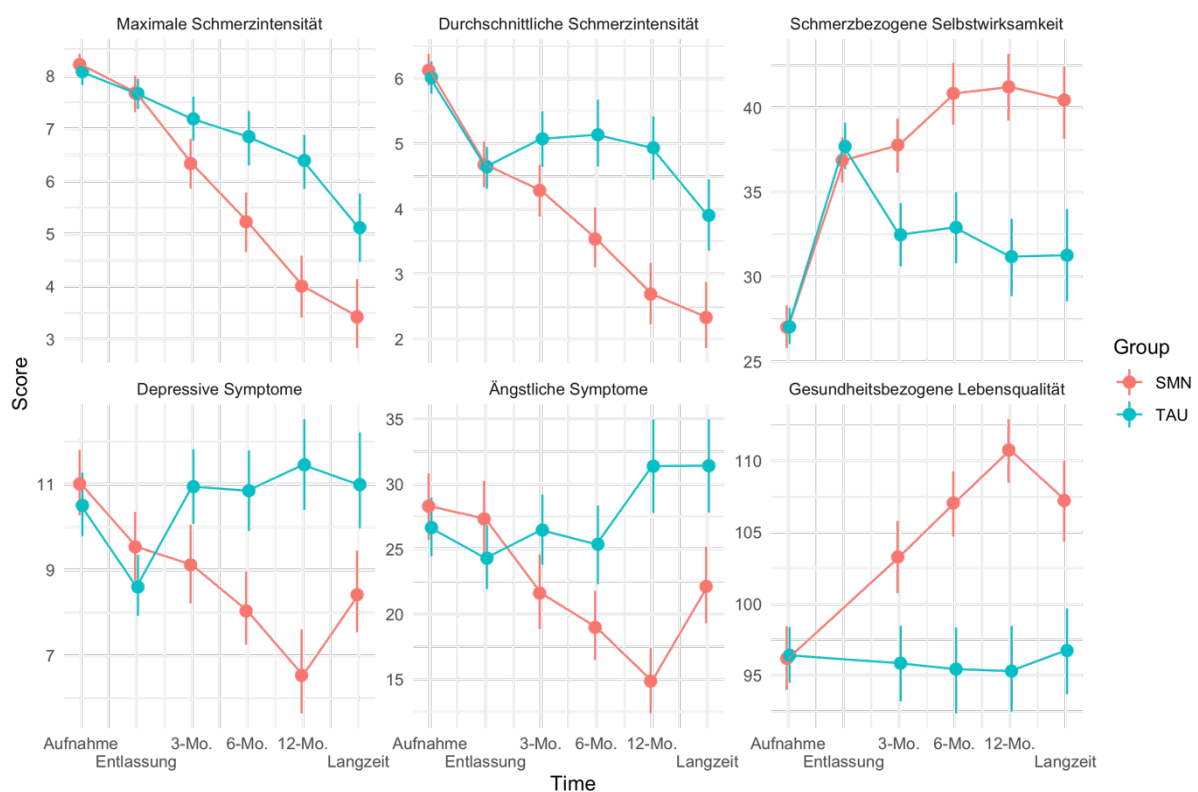 Maximale Schmerzintensität
Durchschnittliche Schmerzintensität
Schmerzbezogene Selbstwirksamkeit
8
7
6
5
4
3
6
5
4
3
2
40
35
30
25
Score
Group
SMN
TAU
Depressive Symptome
Ängstliche Symptome
Gesundheitsbezogene Lebensqualität
11
9
7
35
30
25
20
15
110
105
100
95
Aufnahme 3-Mo. 6-Mo. 12-Mo.
Entlassung Langzeit
Aufnahme 3-Mo. 6-Mo. 12-Mo.
Entlassung Langzeit
Aufnahme 3-Mo. 6-Mo. 12-Mo.
Entlassung Langzeit
Time